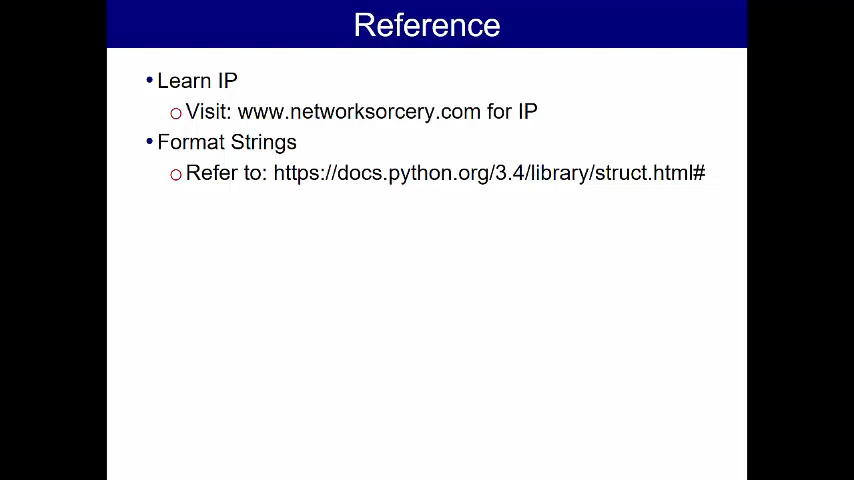 Reference
•Learn IP
○Visit: www.networksorcery.com for IP
•Format Strings
○Refer to: https://docs.python.org/3.4/library/struct.html#